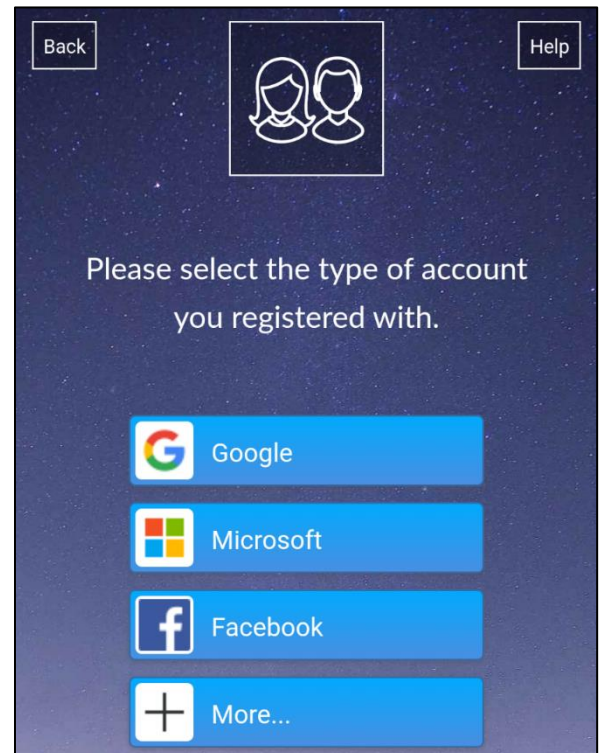 Back
Help
Please select the type of account
you registered with.
Google
Microsoft
Facebook
More...